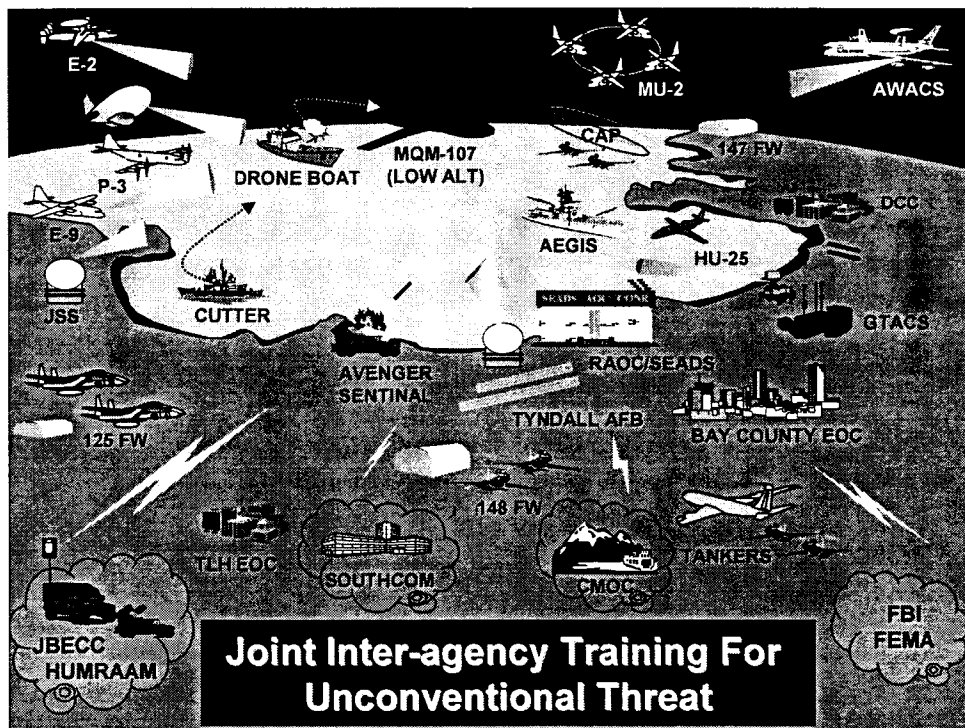 E-2
MU-2
AWACS
P-3
DRONE BOAT
MQM-107
(LOW ALT)
CAP
147 FW
E-9
AEGIS
DCC
HU-25
JSS
CUTTER
GTACS
RAOC/SEADS
AVENGER
SENTINAL
TYNDALL AFB
125 FW
BAY COUNTY EOC
148 FW
TLH EOC
SOUTHCOM
CMOC
TANKERS
JBECC
HUMRAAM
FBI
FEMA
Joint Inter-agency Training For
Unconventional Threat